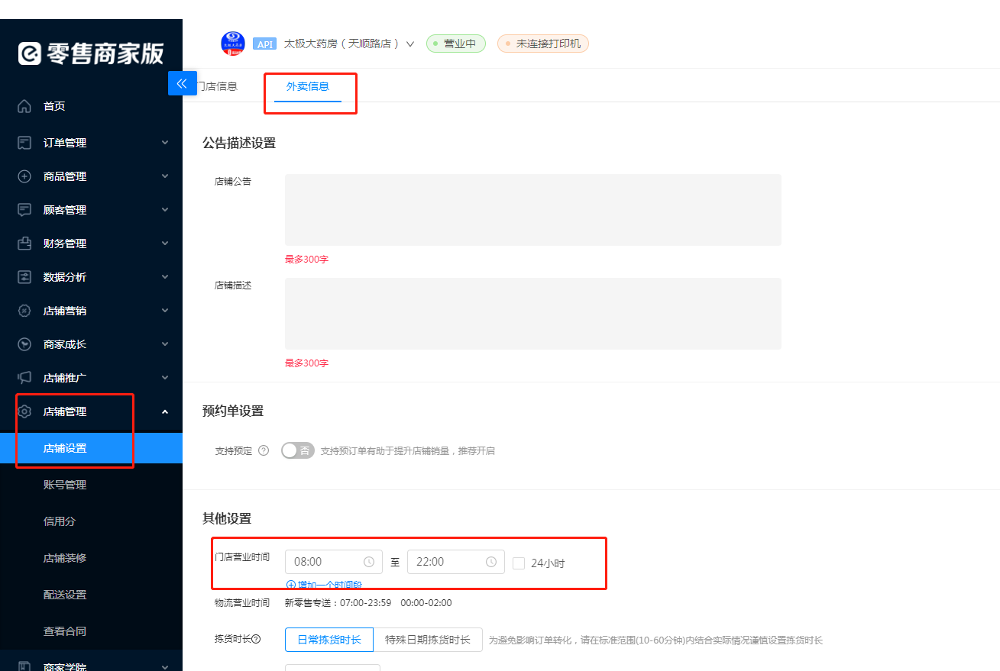 零售商家版
API 太极大药房（天顺路店） 营业中 未连接打印机
门店信息 外卖信息
首页
订单管理
商品管理
顾客管理
财务管理
数据分析
店铺营销
商家成长
店铺推广
店铺管理
店铺设置
账号管理
信用分
店铺装修
配送设置
查看合同
商家学院
公告描述设置
店铺公告
最多300字
店铺描述
最多300字
预约单设置
支持预定 否 支持预订单有助于提升店铺销量，推荐开启
其他设置
门店营业时间 08:00 至 22:00 24小时
增加一个时间段
物流营业时间 新零售专送：07:00-23:59 00:00-02:00
拣货时长 日常拣货时长 特殊日期拣货时长 为避免影响订单转化，请在标准范围(10-60分钟)内结合实际情况谨慎设置拣货时长